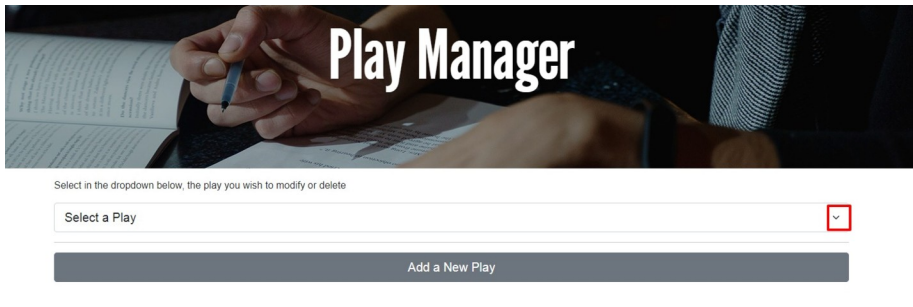 Play Manager
Select in the dropdown below, the play you wish to modify or delete
Select a Play
Add a New Play